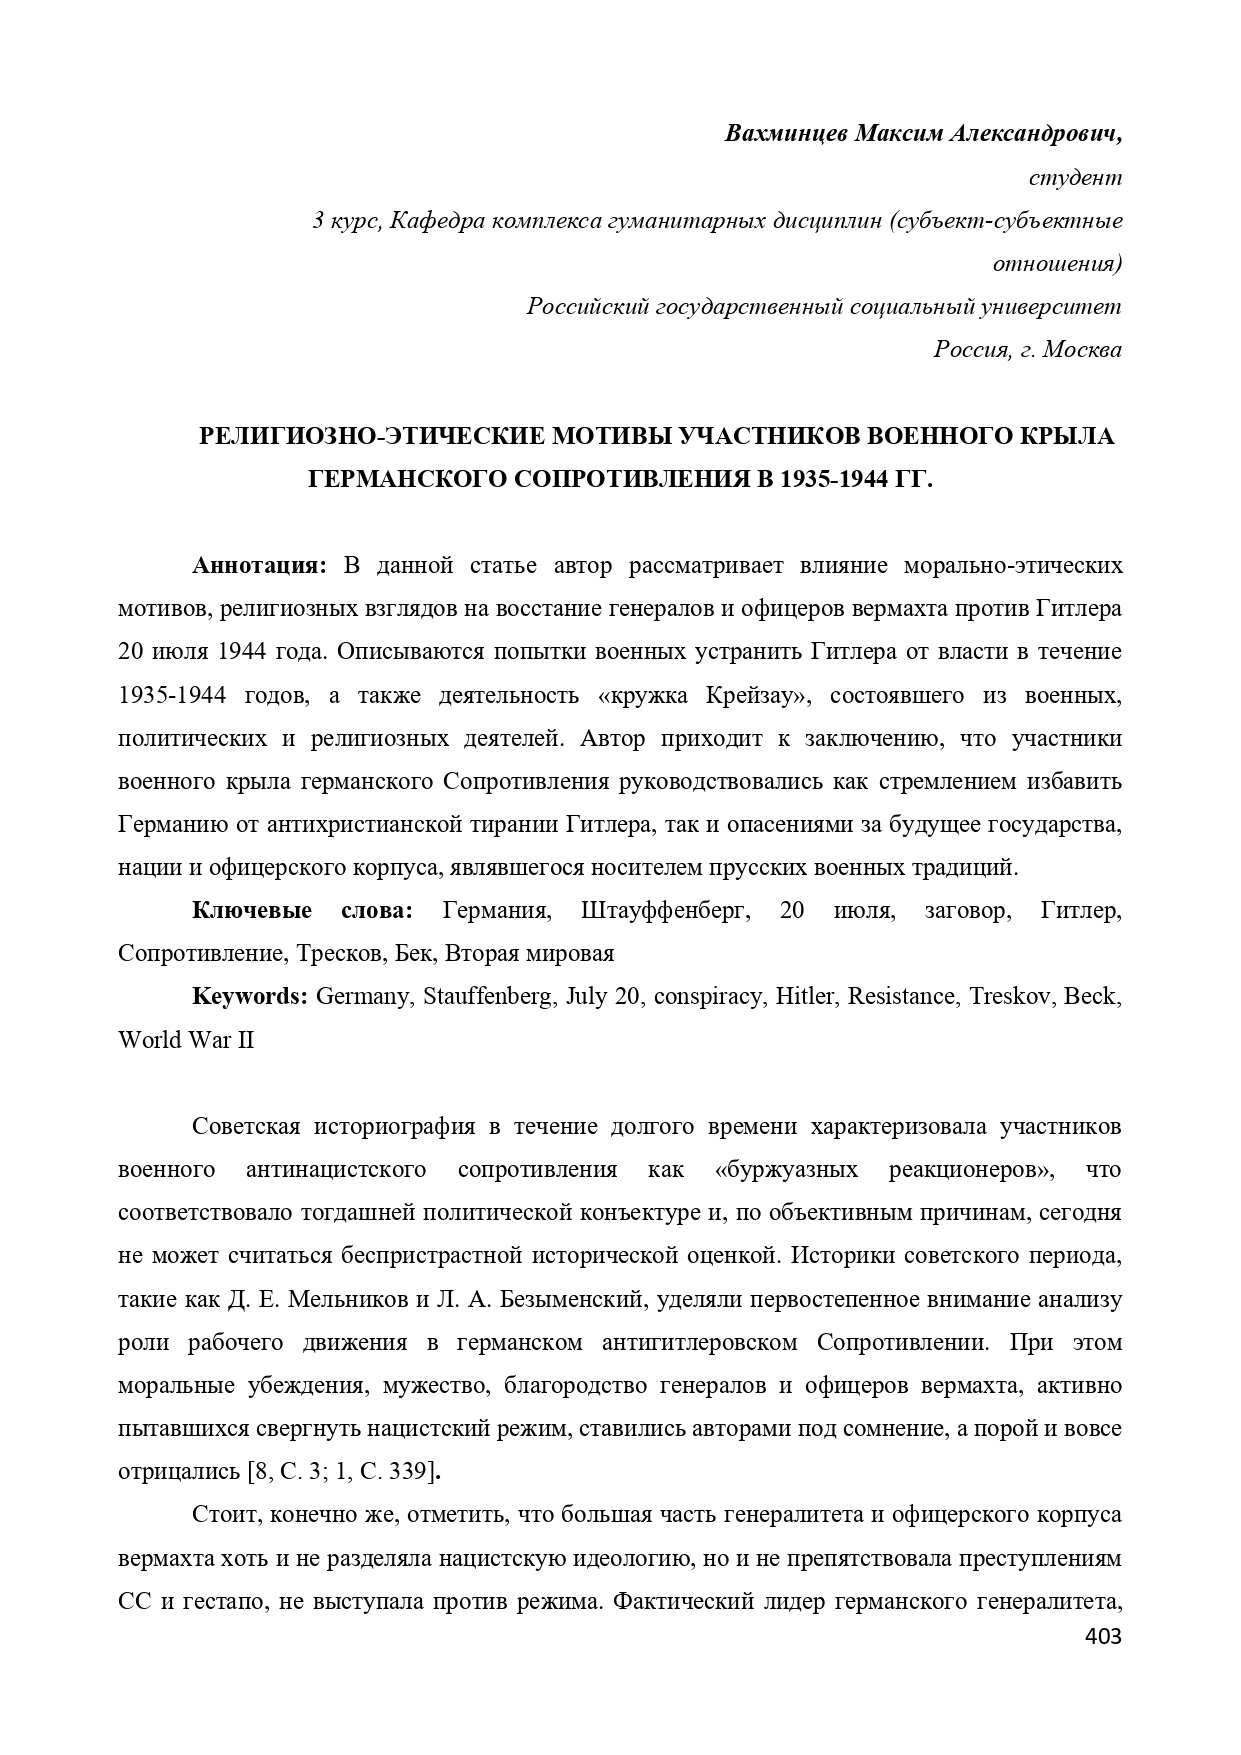 Вахминцев Максим Александрович,
студент
3 курс, Кафедра комплекса гуманитарных дисциплин (субъект-субъектные
отношения)
Российский государственный социальный университет
Россия, г. Москва
РЕЛИГИОЗНО-ЭТИЧЕСКИЕ МОТИВЫ УЧАСТНИКОВ ВОЕННОГО КРЫЛА
ГЕРМАНСКОГО СОПРОТИВЛЕНИЯ В 1935-1944 ГГ.
Аннотация: В данной статье автор рассматривает влияние морально-этических
мотивов, религиозных взглядов на восстание генералов и офицеров вермахта против Гитлера
20 июля 1944 года. Описываются попытки военных устранить Гитлера от власти в течение
1935-1944 годов, а также деятельность «кружка Крейзау», состоявшего из военных,
политических и религиозных деятелей. Автор приходит к заключению, что участники
военного крыла германского Сопротивления руководствовались как стремлением избавить
Германию от антихристианской тирании Гитлера, так и опасениями за будущее государства,
нации и офицерского корпуса, являвшегося носителем прусских военных традиций.
Ключевые слова: Германия, Штауффенберг, 20 июля, заговор, Гитлер,
Сопротивление, Тресков, Бек, Вторая мировая
Keywords: Germany, Stauffenberg, July 20, conspiracy, Hitler, Resistance, Treskov, Beck,
World War II
Советская историография в течение долгого времени характеризовала участников
военного антинацистского сопротивления как «буржуазных реакционеров», что
соответствовало тогдашней политической конъектуре и, по объективным причинам, сегодня
не может считаться беспристрастной исторической оценкой. Историки советского периода,
такие как Д. Е. Мельников и Л. А. Безыменский, уделяли первостепенное внимание анализу
роли рабочего движения в германском антигитлеровском Сопротивлении. При этом
моральные убеждения, мужество, благородство генералов и офицеров вермахта, активно
пытавшихся свергнуть нацистский режим, ставились авторами под сомнение, а порой и вовсе
отрицались [8, С. 3; 1, С. 339].
Стоит, конечно же, отметить, что большая часть генералитета и офицерского корпуса
вермахта хоть и не разделяла нацистскую идеологию, но и не препятствовала преступлениям
СС и гестапо, не выступала против режима. Фактический лидер германского генералитета,
403